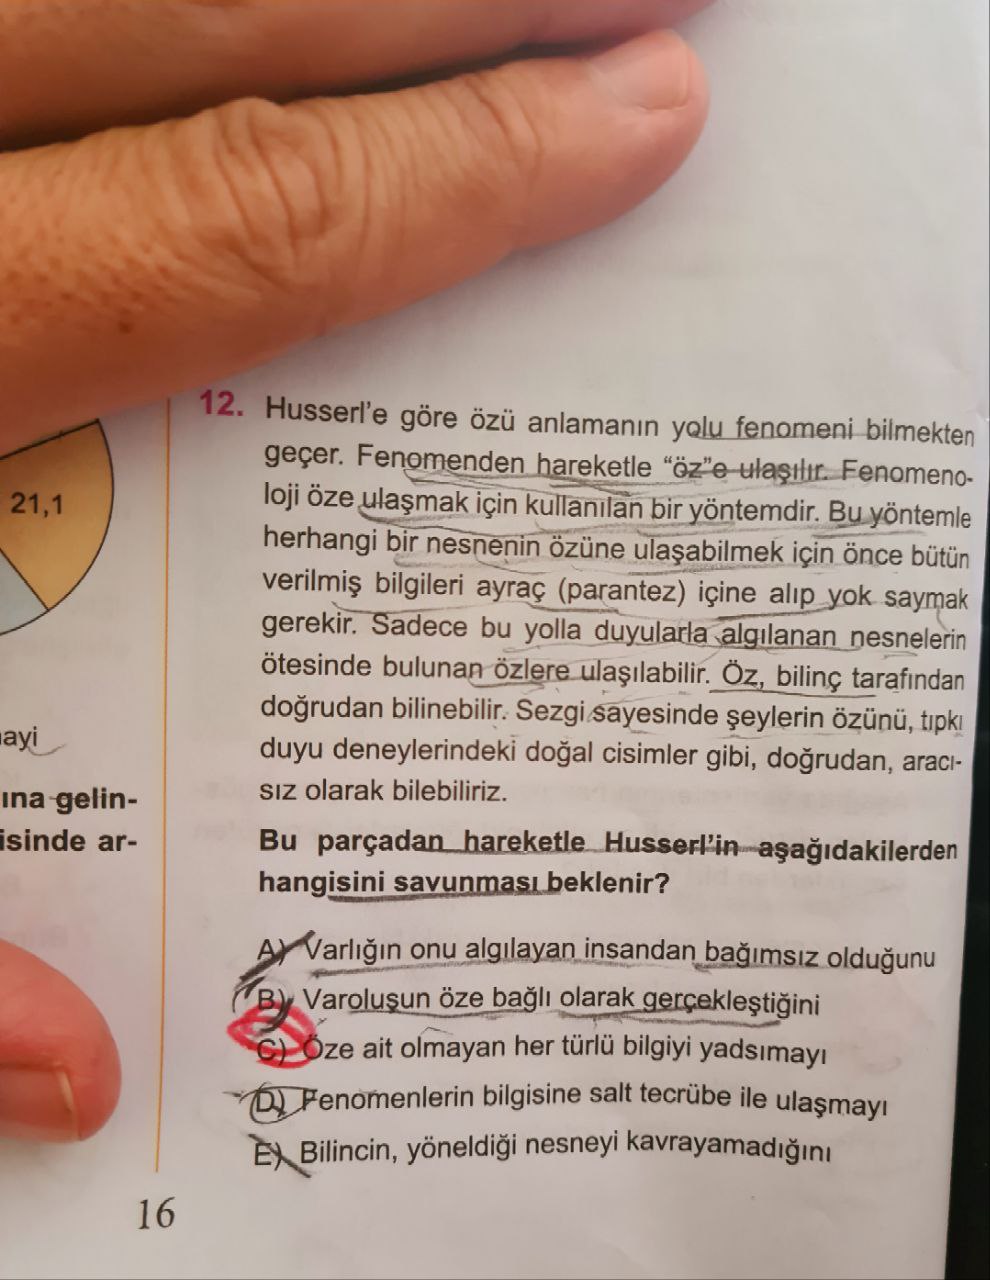 21,1
ayi
ına gelin-
isinde ar-
12. Husserl'e göre özü anlamanın yolu fenomeni bilmekten
geçer. Fenomenden hareketle “öz”e ulaşılır. Fenomeno-
loji öze ulaşmak için kullanılan bir yöntemdir. Bu yöntemle
herhangi bir nesnenin özüne ulaşabilmek için önce bütün
verilmiş bilgileri ayraç (parantez) içine alıp yok saymak
gerekir. Sadece bu yolla duyularla algılanan nesnelerin
ötesinde bulunan özlere ulaşılabilir. Öz, bilinç tarafından
doğrudan bilinebilir. Sezgi sayesinde şeylerin özünü, tıpkı
duyu deneylerindeki doğal cisimler gibi, doğrudan, aracı-
sız olarak bilebiliriz.
Bu parçadan hareketle Husserl'in aşağıdakilerden
hangisini savunması beklenir?
A) Varlığın onu algılayan insandan bağımsız olduğunu
B) Varoluşun öze bağlı olarak gerçekleştiğini
C) Öze ait olmayan her türlü bilgiyi yadsımayı
D) Fenomenlerin bilgisine salt tecrübe ile ulaşmayı
E) Bilincin, yöneldiği nesneyi kavrayamadığını
16